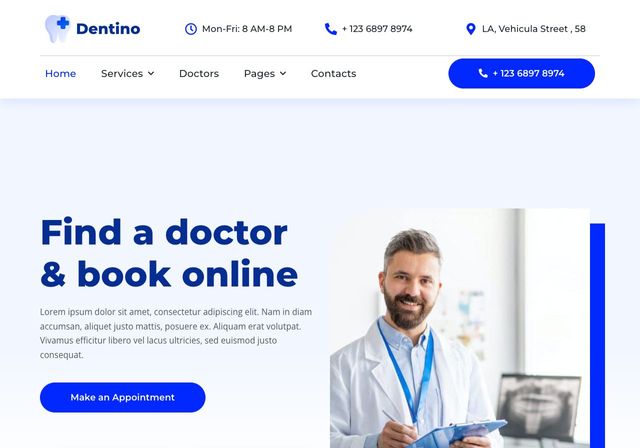 Dentino
Mon-Fri: 8 AM-8 PM
+ 123 6897 8974
LA, Vehicula Street , 58
Home
Services
Doctors
Pages
Contacts
+ 123 6897 8974
Find a doctor
& book online
Lorem ipsum dolor sit amet, consectetur adipiscing elit. Nam in diam
accumsan, aliquet justo mattis, posuere ex. Aliquam erat volutpat.
Vivamus efficitur libero vel lacus ultricies, sed euismod justo
consequat.
Make an Appointment